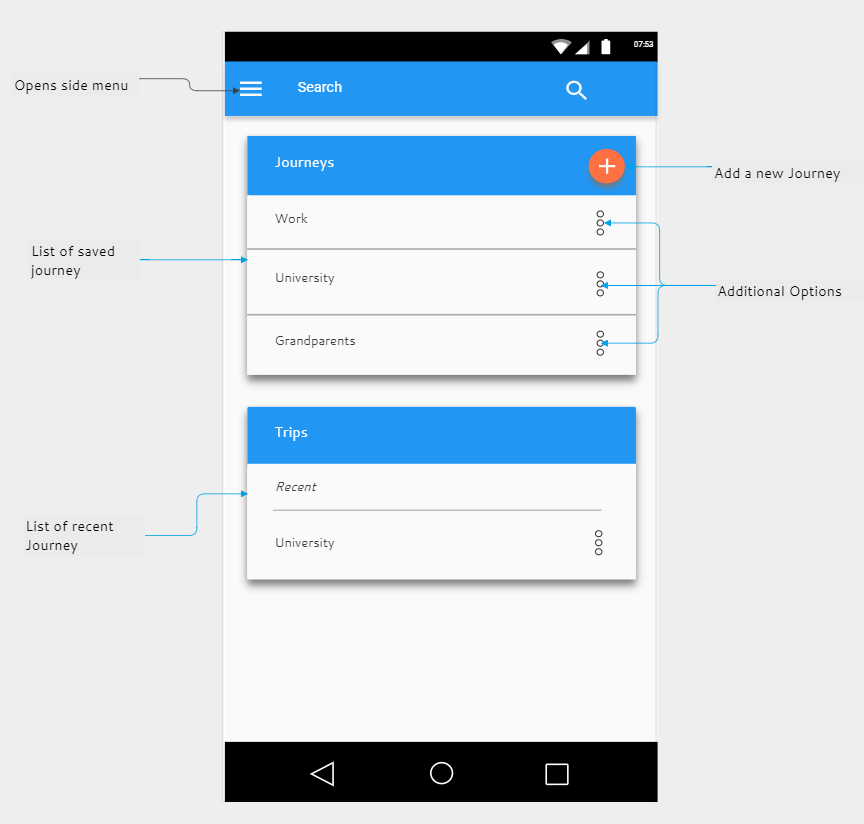 07:53
Opens side menu
Search
Journeys
Add a new Journey
Work
List of saved
journey
University
Additional Options
Grandparents
Trips
Recent
List of recent
Journey
University